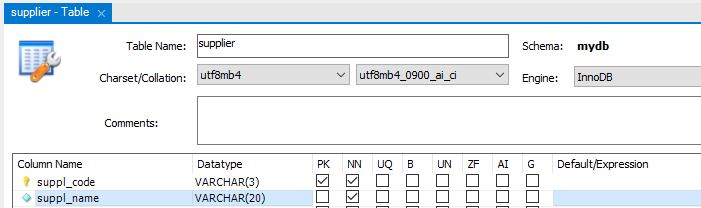 supplier - Table ×
Table Name: supplier Schema: mydb
Charset/Collation: utf8mb4 utf8mb4_0900_ai_ci Engine: InnoDB
Comments:
Column Name Datatype PK NN UQ B UN ZF AI G Default/Expression
suppl_code VARCHAR(3)
suppl_name VARCHAR(20)